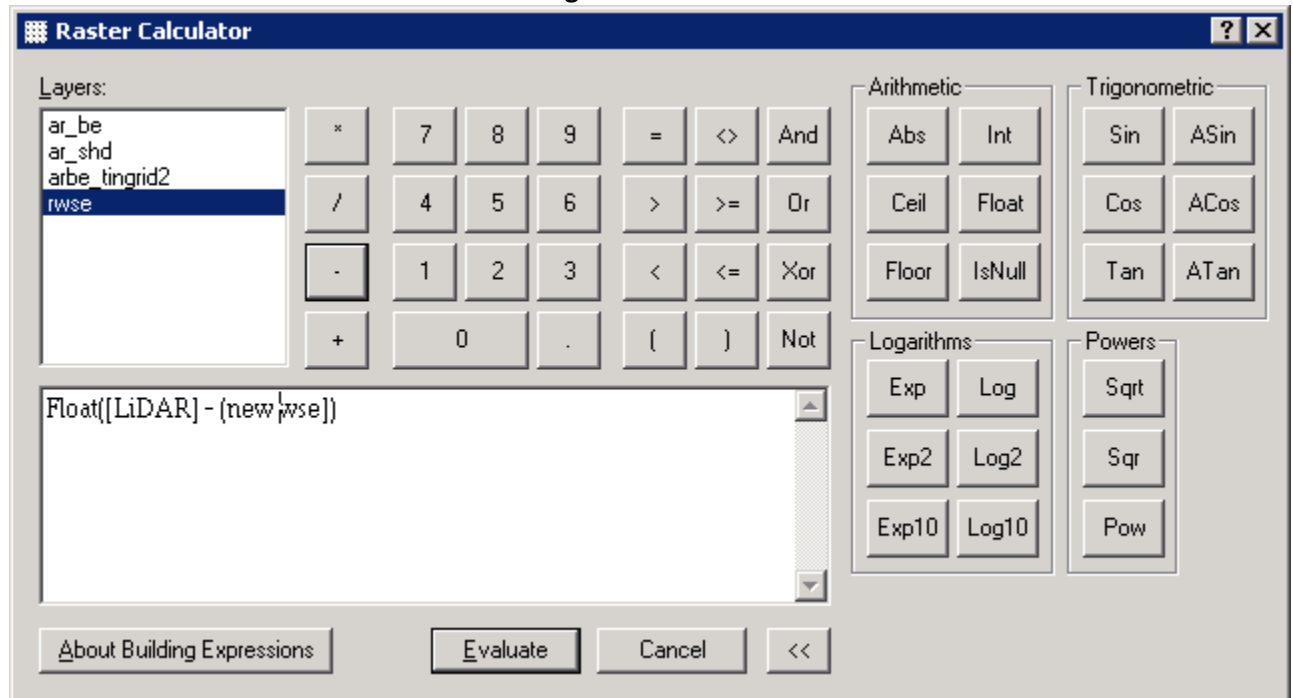 Raster Calculator ? ×
Layers:
ar_be
ar_shd
arbe_tingrid2
rwse
* 7 8 9 = <> And
/ 4 5 6 > >= Or
- 1 2 3 < <= Xor
+ 0 . ( ) Not
Arithmetic
Abs Int
Ceil Float
Floor IsNull
Trigonometric
Sin ASin
Cos ACos
Tan ATan
Logarithms
Exp Log
Exp2 Log2
Exp10 Log10
Powers
Sqrt
Sqr
Pow
Float([LiDAR] - (new wse])
About Building Expressions Evaluate Cancel <<